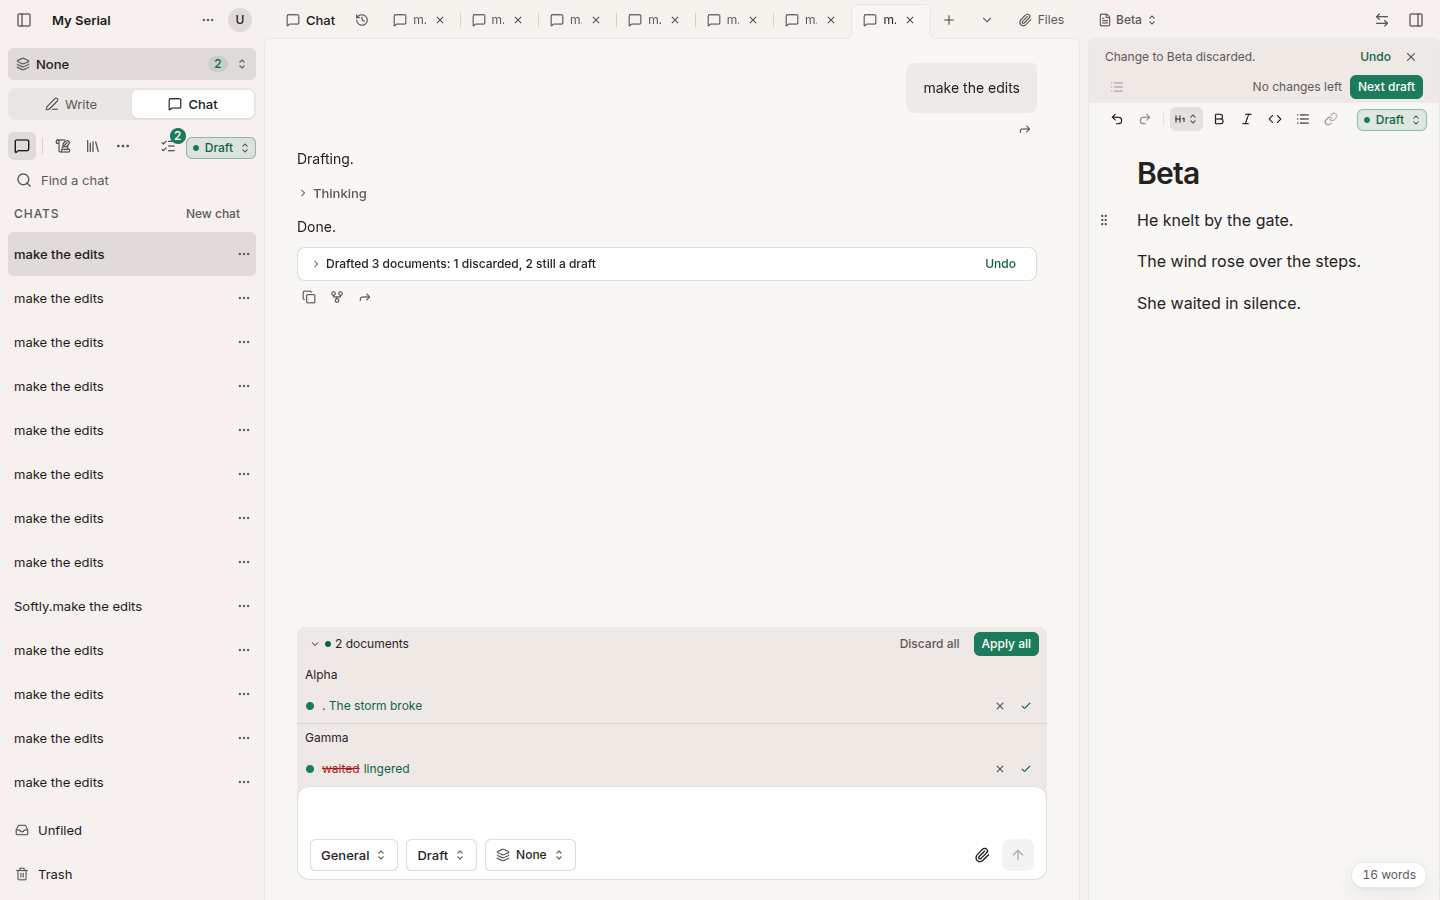 My Serial
U
None
2
Write
Chat
2
Draft
Find a chat
CHATS
New chat
make the edits
make the edits
make the edits
make the edits
make the edits
make the edits
make the edits
make the edits
Softly.make the edits
make the edits
make the edits
make the edits
make the edits
Unfiled
Trash
Chat
m.
m.
m.
m.
m.
m.
m.
Files
make the edits
Drafting.
Thinking
Done.
Drafted 3 documents: 1 discarded, 2 still a draft
Undo
2 documents
Discard all
Apply all
Alpha
. The storm broke
Gamma
waited lingered
General
Draft
None
Beta
Change to Beta discarded.
Undo
No changes left
Next draft
H1
B
I
Draft
Beta
He knelt by the gate.
The wind rose over the steps.
She waited in silence.
16 words